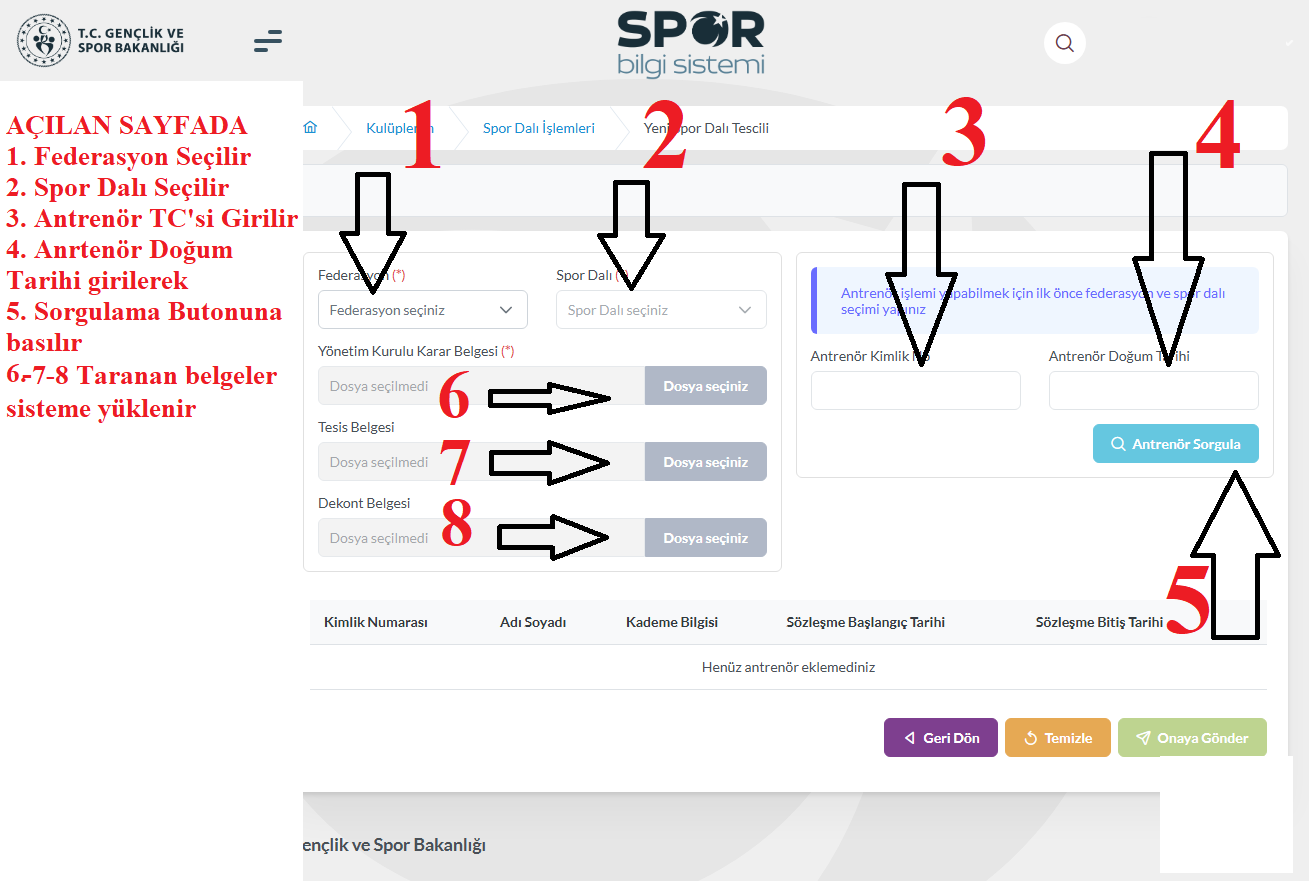 T.C. GENÇLİK VE
SPOR BAKANLIĞI
SPOR
bilgi sistemi
AÇILAN SAYFADA
1. Federasyon Seçilir
2. Spor Dalı Seçilir
3. Antrenör TC'si Girilir
4. Anrtenör Doğum
Tarihi girilerek
5. Sorgulama Butonuna
basılır
6.-7-8 Taranan belgeler
sisteme yüklenir
Spor Dalı İşlemleri
Yeni Spor Dalı Tescili
1
2
3
4
Federasyon (*)
Spor Dalı
Federasyon seçiniz
Spor Dalı seçiniz
Yönetim Kurulu Karar Belgesi (*)
Dosya seçilmedi
6
Dosya seçiniz
Tesis Belgesi
Dosya seçilmedi
7
Dosya seçiniz
Dekont Belgesi
Dosya seçilmedi
8
Dosya seçiniz
Antrenör işlemi yapabilmek için ilk önce federasyon ve spor dalı
seçimi yapınız
Antrenör Kimlik No
Antrenör Doğum Tarihi
Antrenör Sorgula
5
Kimlik Numarası
Adı Soyadı
Kademe Bilgisi
Sözleşme Başlangıç Tarihi
Sözleşme Bitiş Tarihi
Henüz antrenör eklemediniz
Geri Dön
Temizle
Onaya Gönder
ençlik ve Spor Bakanlığı